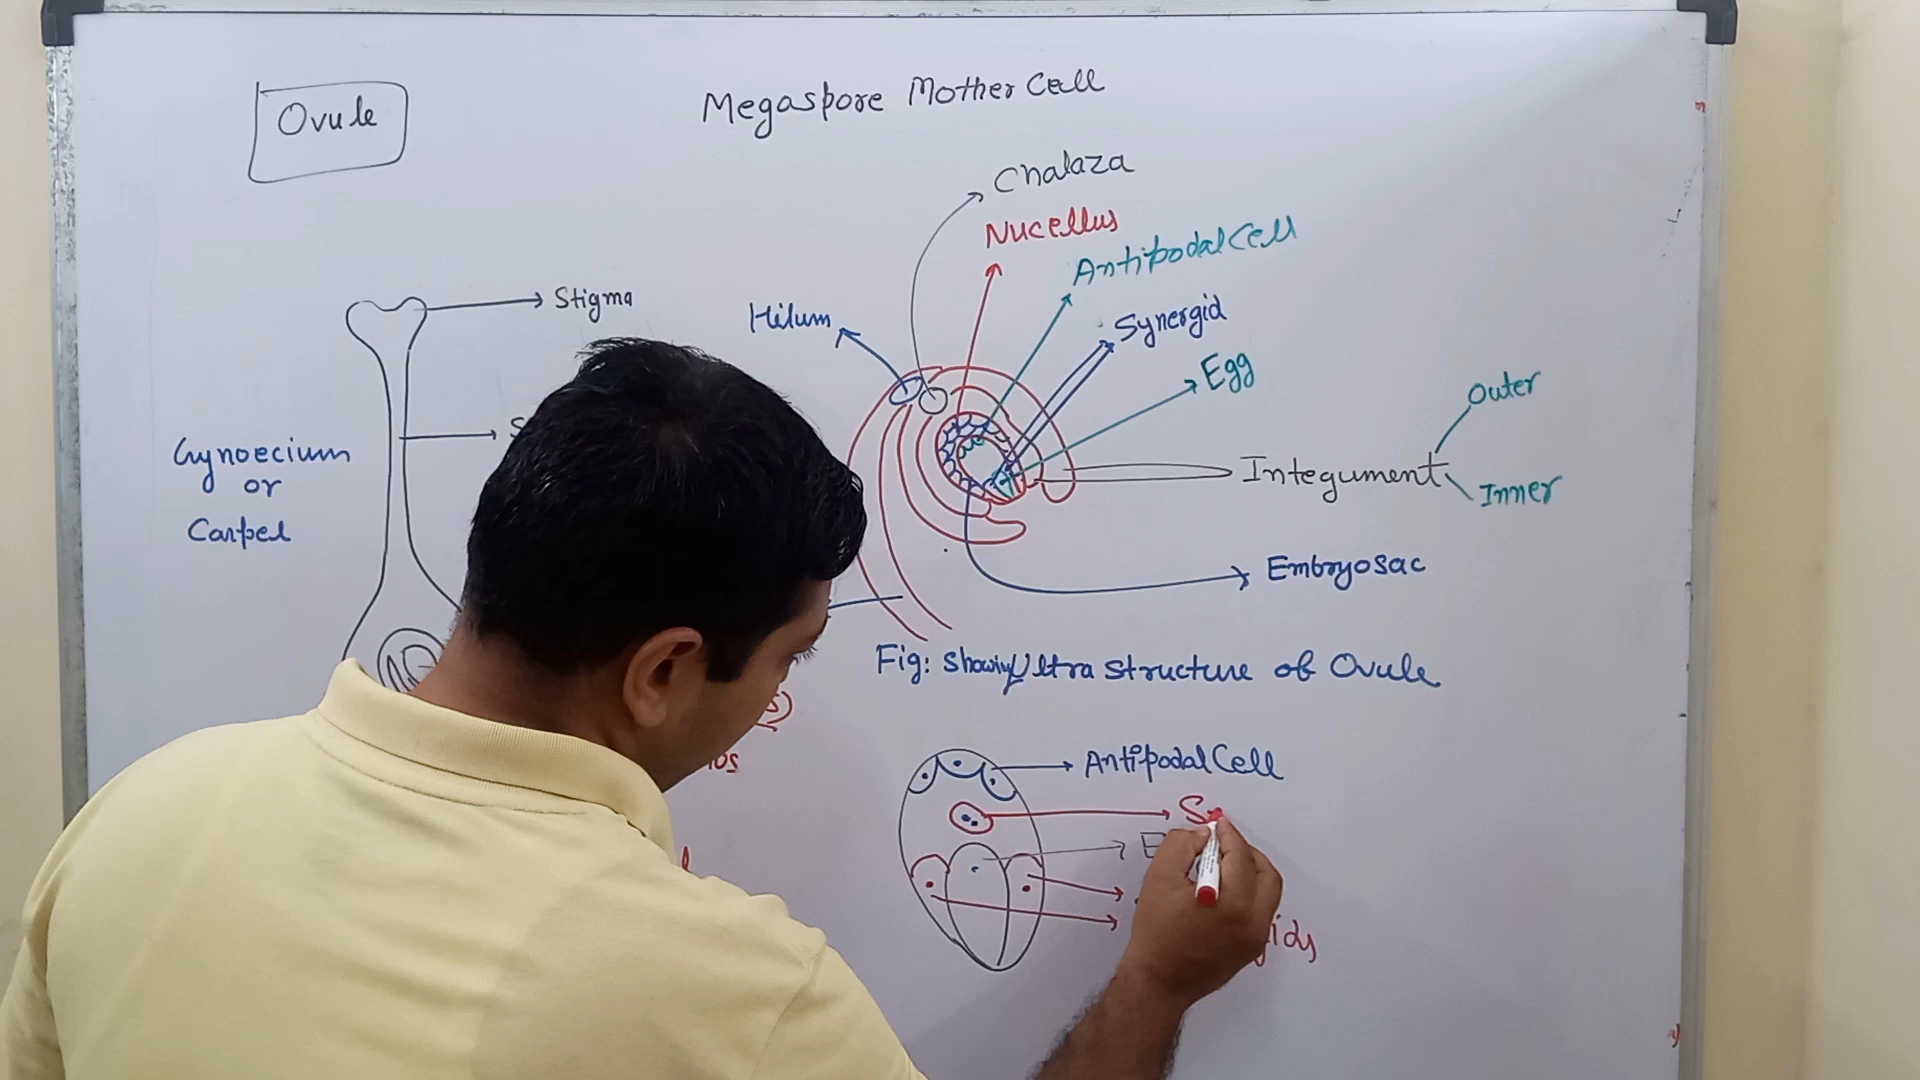 Ovule
Megaspore Mother Cell
Chalaza
Nucellus
Antipodal Cell
Stigma
Hilum
Synergid
Egg
Outer
Gynoecium
or
Carpel
Integument
Inner
Embryosac
Fig: Showing Ultra Structure of Ovule
Antipodal Cell